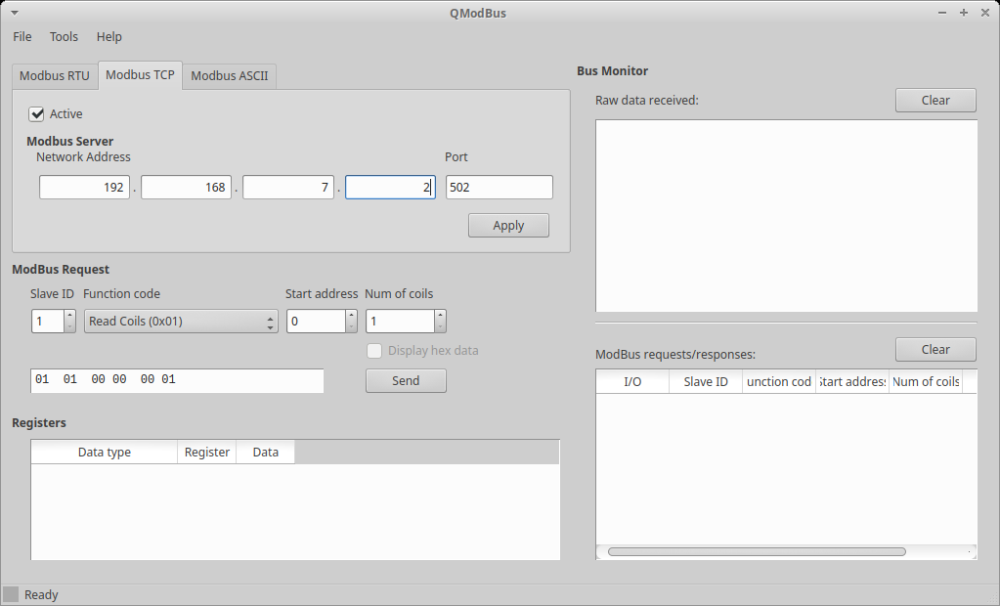 QModBus
File Tools Help
Modbus RTU Modbus TCP Modbus ASCII
Active
Modbus Server
Network Address Port
192 . 168 . 7 . 2 502
Apply
ModBus Request
Slave ID Function code Start address Num of coils
1 Read Coils (0x01) 0 1
Display hex data
01 01 00 00 00 01 Send
Registers
Data type Register Data
Bus Monitor
Raw data received: Clear
ModBus requests/responses: Clear
I/O Slave ID unction cod Start address Num of coils
Ready